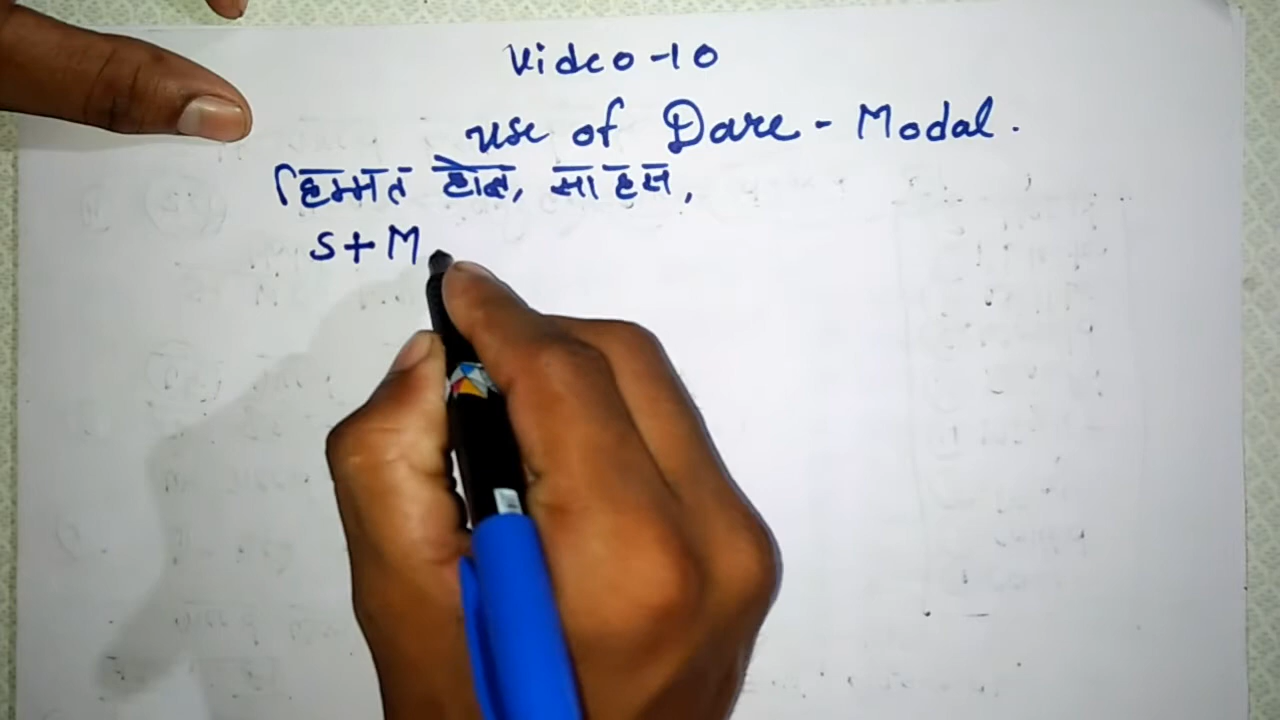 Video-10
use of Dare - Modal.
हिम्मत होना, साहस,
S+M